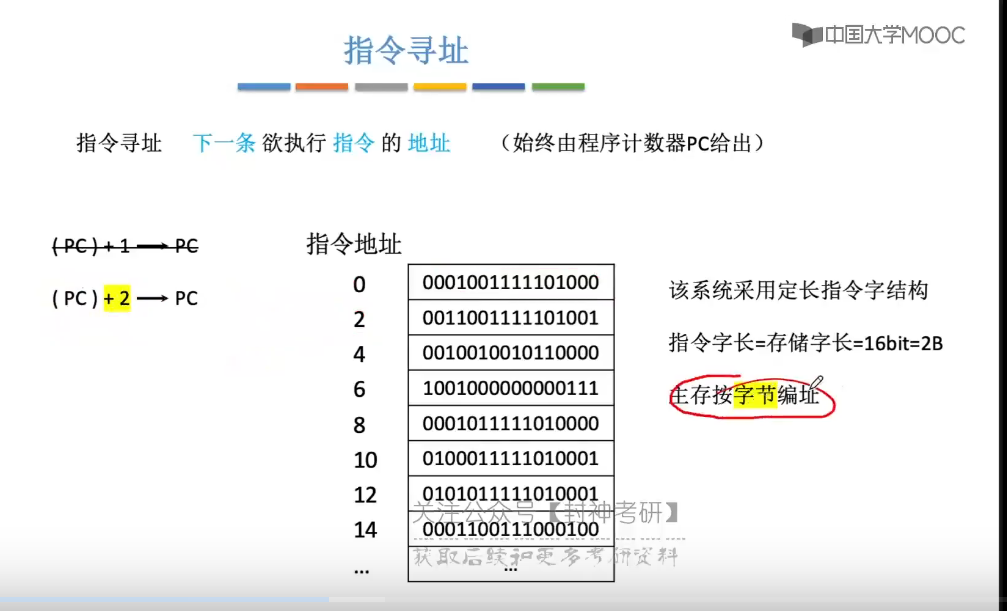 中国大学MOOC
指令寻址
指令寻址 下一条 欲执行 指令 的 地址 （始终由程序计数器PC给出）
( PC ) + 1 → PC
( PC ) + 2 → PC
指令地址
0 0001001111101000
2 0011001111101001
4 0010010010110000
6 1001000000000111
8 0001011111010000
10 0100011111010001
12 0101011111010001
14 0001100111000100
... ...
该系统采用定长指令字结构
指令字长=存储字长=16bit=2B
主存按字节编址
关注公众号【封神考研】
获取后续和更多考研资料